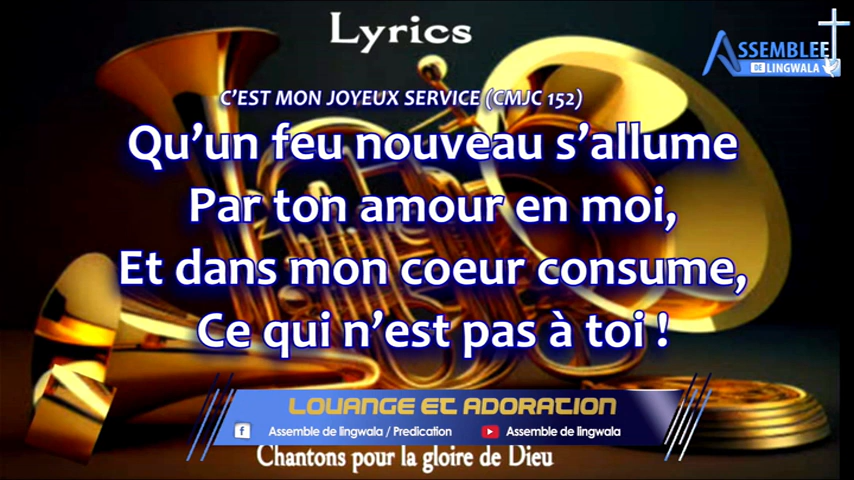 Lyrics
ASSEMBLEE
DE LINGWALA
C'EST MON JOYEUX SERVICE (CMJC 152)
Qu'un feu nouveau s'allume
Par ton amour en moi,
Et dans mon coeur consume,
Ce qui n'est pas à toi !
LOUANGE ET ADORATION
Assemble de lingwala / Predication
Assemble de lingwala
Chantons pour la gloire de Dieu